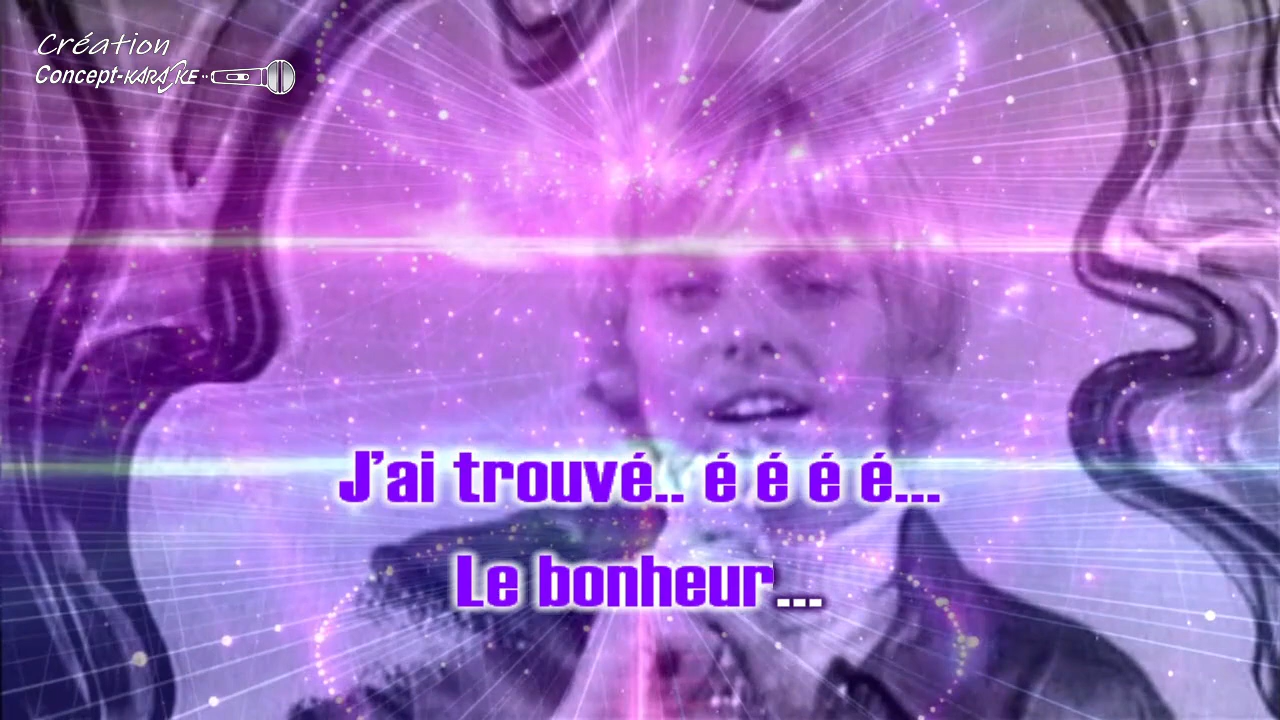 Création
Concept-KARAOKE
J'ai trouvé.. é é é é...
Le bonheur...